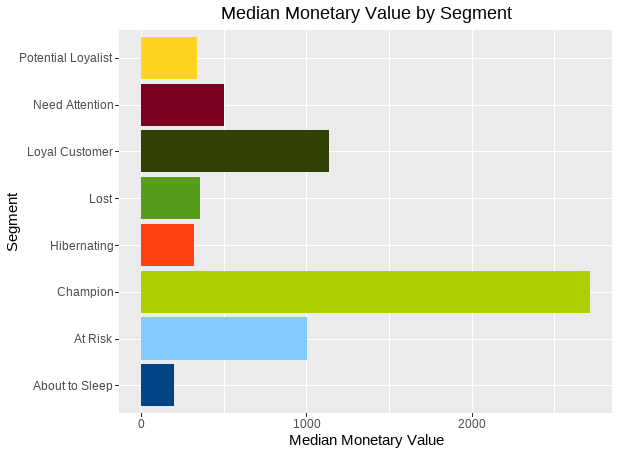 Median Monetary Value by Segment
Segment
Potential Loyalist
Need Attention
Loyal Customer
Lost
Hibernating
Champion
At Risk
About to Sleep
0
1000
2000
Median Monetary Value